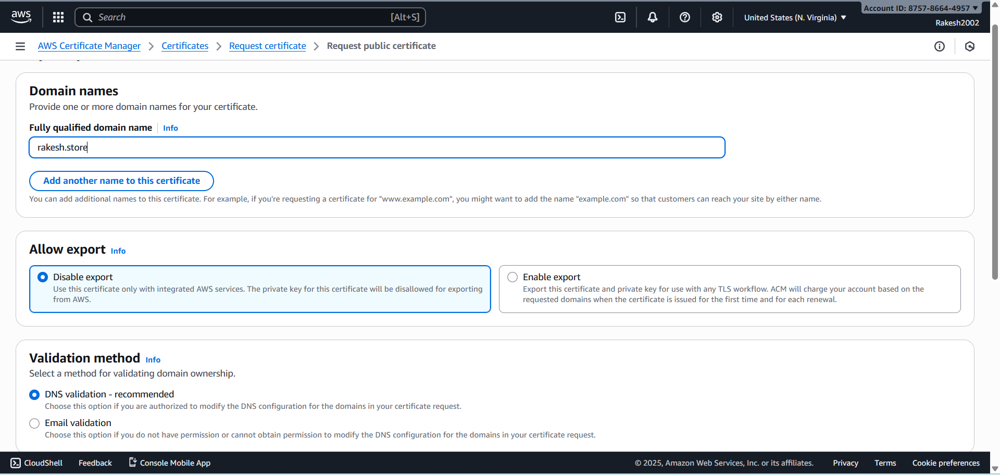 aws
Search
[Alt+S]
United States (N. Virginia)
Account ID: 8757-8664-4957
Rakesh2002
AWS Certificate Manager
Certificates
Request certificate
Request public certificate
Domain names
Provide one or more domain names for your certificate.
Fully qualified domain name
Info
rakesh.store
Add another name to this certificate
You can add additional names to this certificate. For example, if you're requesting a certificate for "www.example.com", you might want to add the name "example.com" so that customers can reach your site by either name.
Allow export
Info
Disable export
Use this certificate only with integrated AWS services. The private key for this certificate will be disallowed for exporting
from AWS.
Enable export
Export this certificate and private key for use with any TLS workflow. ACM will charge your account based on the
requested domains when the certificate is issued for the first time and for each renewal.
Validation method
Info
Select a method for validating domain ownership.
DNS validation - recommended
Choose this option if you are authorized to modify the DNS configuration for the domains in your certificate request.
Email validation
Choose this option if you do not have permission or cannot obtain permission to modify the DNS configuration for the domains in your certificate request.
CloudShell
Feedback
Console Mobile App
© 2025, Amazon Web Services, Inc. or its affiliates.
Privacy
Terms
Cookie preferences